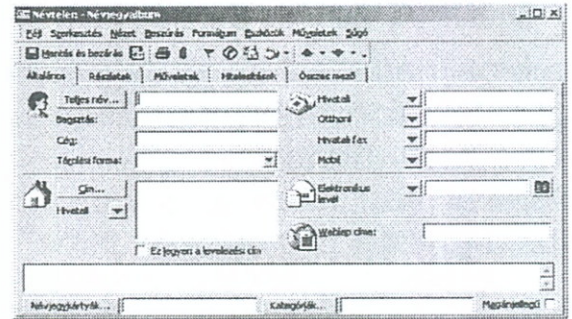 Névtelen - Névjegyalbum
Fájl Szerkesztés Nézet Beszúrás Formátum Eszközök Műveletek Súgó
Mentés és bezárás
Általános Részletek Műveletek Hitelesítések Összes mező
Teljes név...
Beosztás:
Cég:
Tárolási forma:
Hivatali
Otthoni
Hivatali fax
Mobil
Cím...
Hivatali
Ez legyen a levelezési cím
Elektronikus levél
Weblap címe:
Névjegykártyák... Kategóriák... Magánjellegű